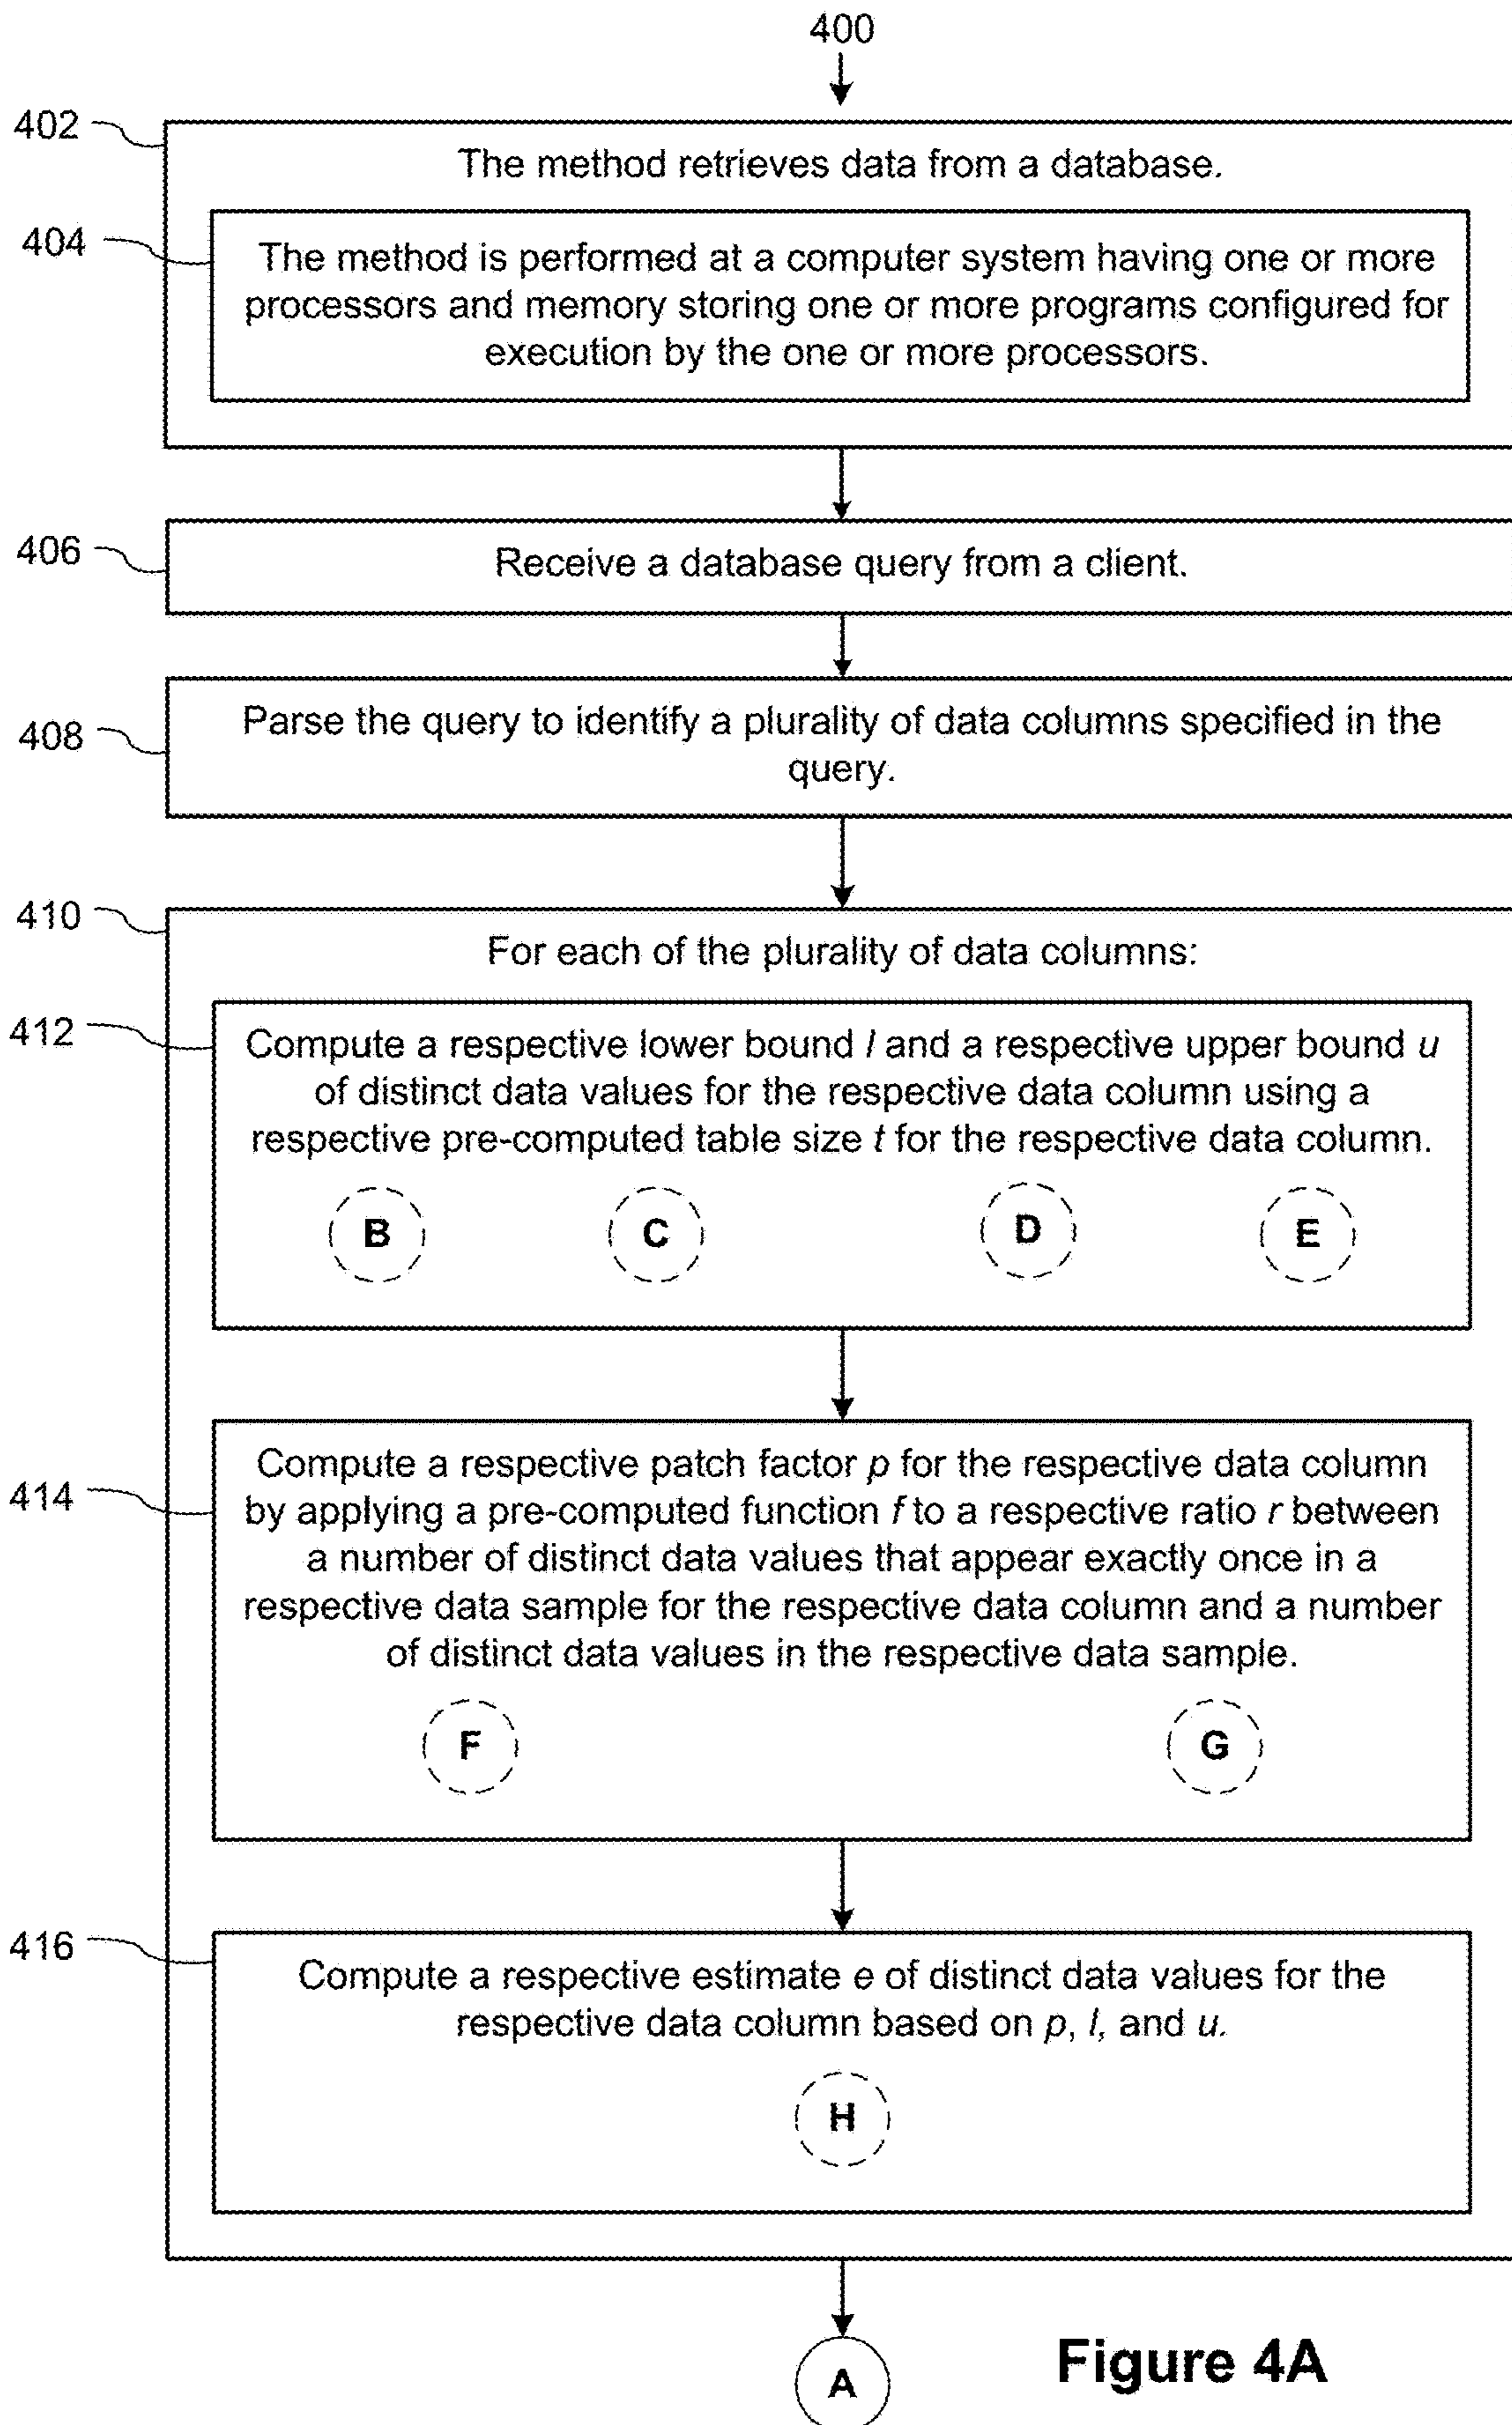 400
402
The method retrieves data from a database.
404
The method is performed at a computer system having one or more
processors and memory storing one or more programs configured for
execution by the one or more processors.
406
Receive a database query from a client.
408
Parse the query to identify a plurality of data columns specified in the
query.
410
For each of the plurality of data columns:
412
Compute a respective lower bound l and a respective upper bound u
of distinct data values for the respective data column using a
respective pre-computed table size t for the respective data column.
B C D E
414
Compute a respective patch factor p for the respective data column
by applying a pre-computed function f to a respective ratio r between
a number of distinct data values that appear exactly once in a
respective data sample for the respective data column and a number
of distinct data values in the respective data sample.
F G
416
Compute a respective estimate e of distinct data values for the
respective data column based on p, l, and u.
H
A
Figure 4A